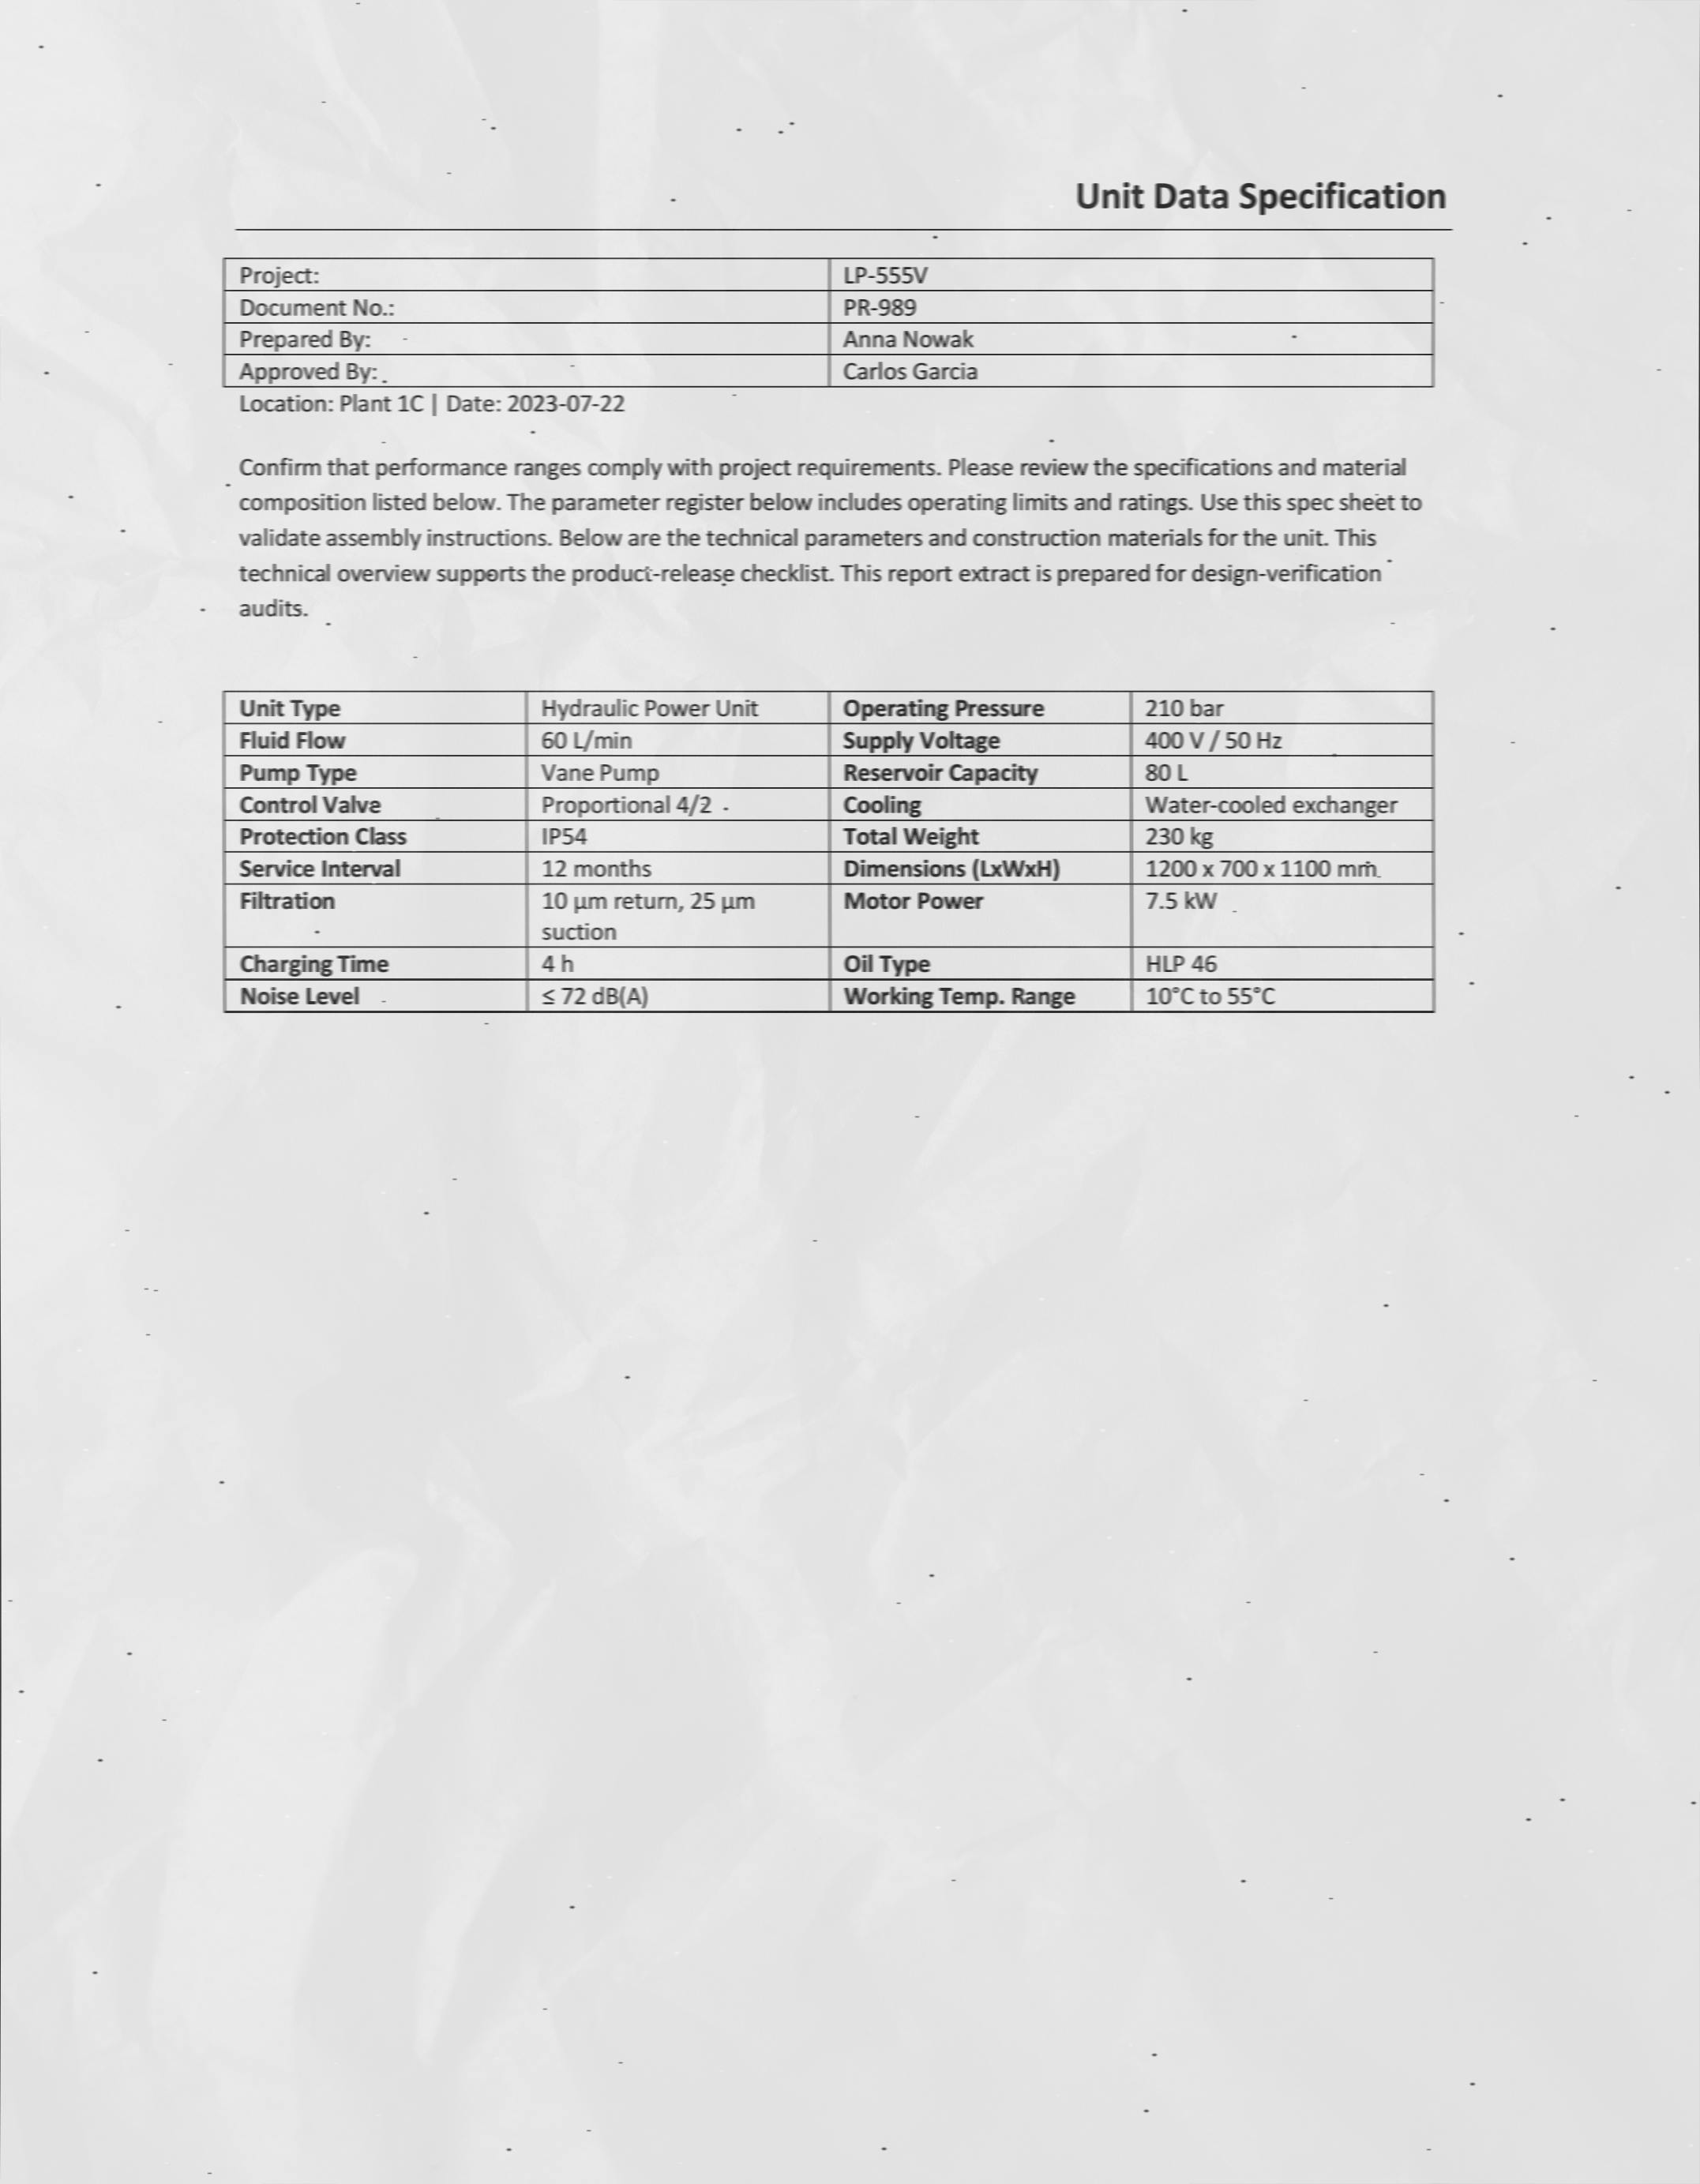 Unit Data Specification
Project: LP-555V
Document No.: PR-989
Prepared By: Anna Nowak
Approved By: Carlos Garcia
Location: Plant 1C | Date: 2023-07-22
Confirm that performance ranges comply with project requirements. Please review the specifications and material
composition listed below. The parameter register below includes operating limits and ratings. Use this spec sheet to
validate assembly instructions. Below are the technical parameters and construction materials for the unit. This
technical overview supports the product-release checklist. This report extract is prepared for design-verification
audits.
Unit Type Hydraulic Power Unit Operating Pressure 210 bar
Fluid Flow 60 L/min Supply Voltage 400 V / 50 Hz
Pump Type Vane Pump Reservoir Capacity 80 L
Control Valve Proportional 4/2 Cooling Water-cooled exchanger
Protection Class IP54 Total Weight 230 kg
Service Interval 12 months Dimensions (LxWxH) 1200 x 700 x 1100 mm
Filtration 10 µm return, 25 µm Motor Power 7.5 kW
suction
Charging Time 4 h Oil Type HLP 46
Noise Level ≤ 72 dB(A) Working Temp. Range 10°C to 55°C